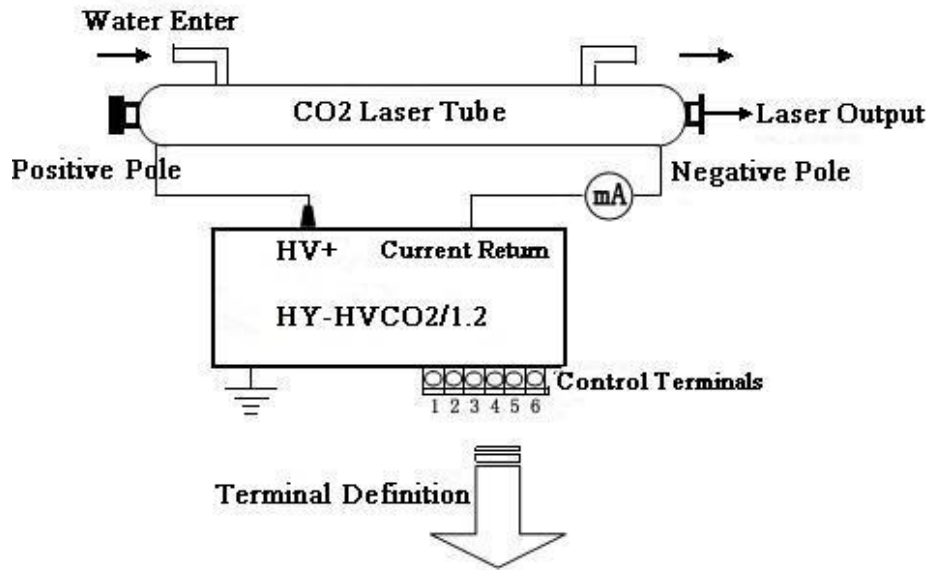 Water Enter
CO2 Laser Tube
Laser Output
Positive Pole
Negative Pole
mA
HV+ Current Return
HY-HVCO2/1.2
Control Terminals
1 2 3 4 5 6
Terminal Definition